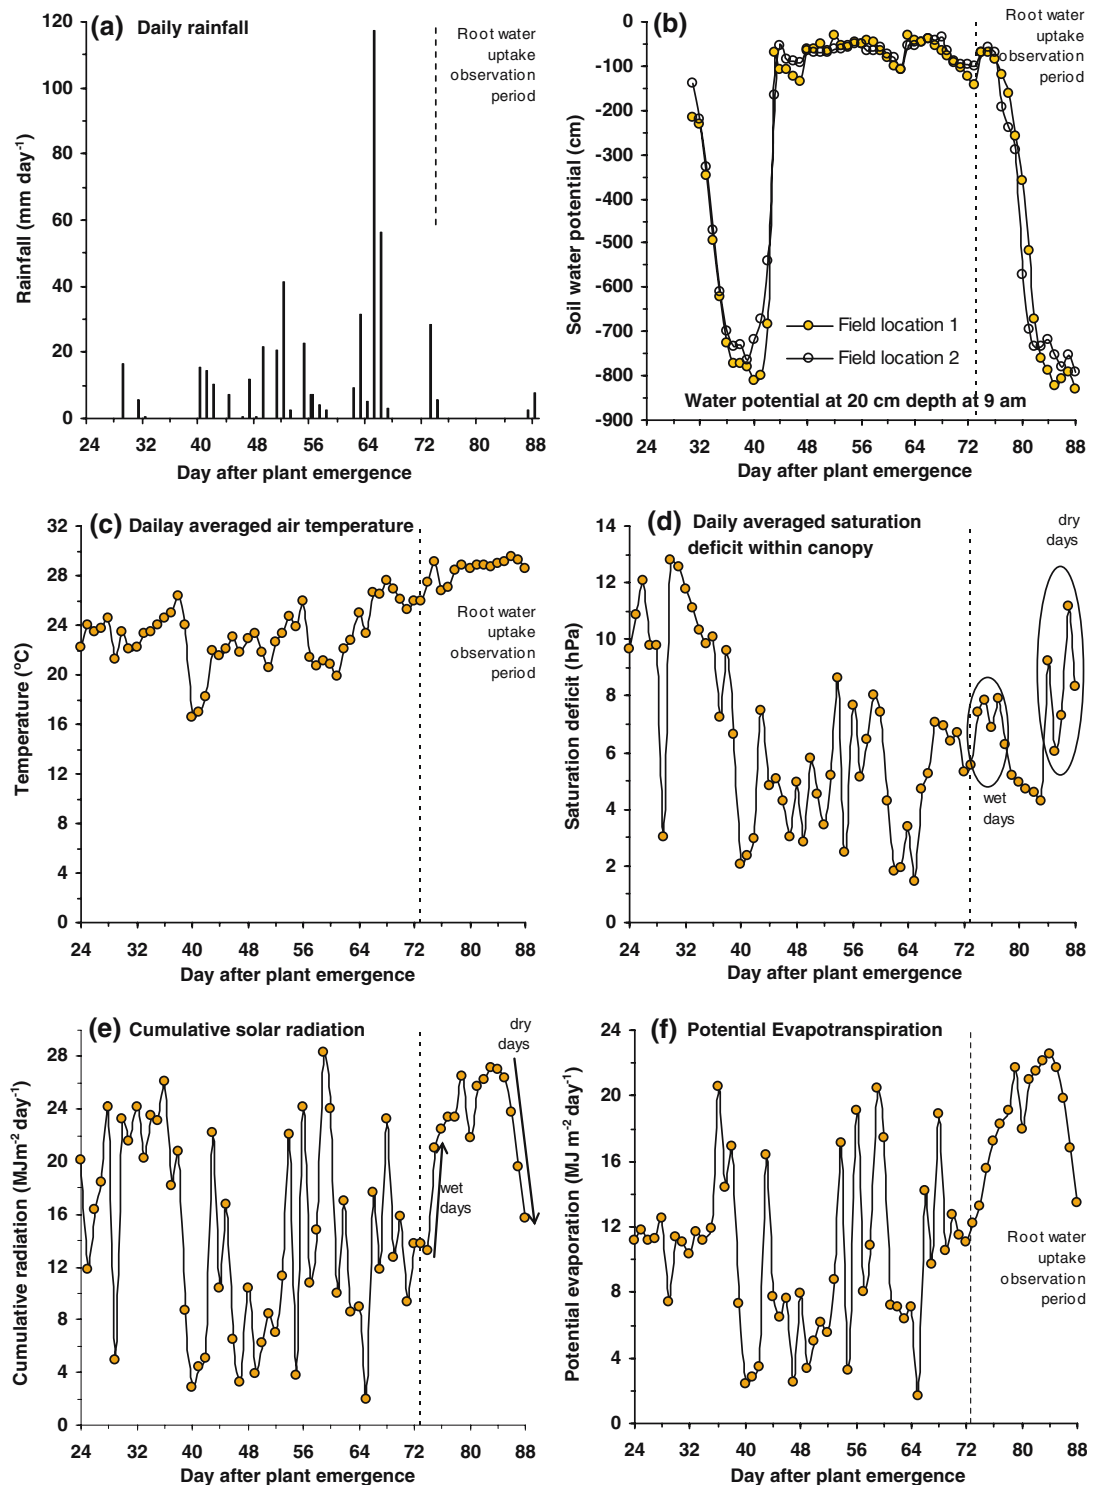 (a) Daily rainfall
Root water
uptake
observation
period
Rainfall (mm day-1)
120
100
80
60
40
20
0
24 32 40 48 56 64 72 80 88
Day after plant emergence
(b)
Root water
uptake
observation
period
Soil water potential (cm)
0
-100
-200
-300
-400
-500
-600
-700
-800
-900
Field location 1
Field location 2
Water potential at 20 cm depth at 9 am
24 32 40 48 56 64 72 80 88
Day after plant emergence
(c) Dailay averaged air temperature
Root water
uptake
observation
period
Temperature (°C)
32
28
24
20
16
12
8
4
0
24 32 40 48 56 64 72 80 88
Day after plant emergence
(d) Daily averaged saturation
deficit within canopy
dry
days
wet
days
Saturation deficit (hPa)
14
12
10
8
6
4
2
0
24 32 40 48 56 64 72 80 88
Day after plant emergence
(e) Cumulative solar radiation
dry
days
wet
days
Cumulative radiation (MJm-2 day-1)
28
24
20
16
12
8
4
0
24 32 40 48 56 64 72 80 88
Day after plant emergence
(f) Potential Evapotranspiration
Root water
uptake
observation
period
Potential evaporation (MJ m-2 day-1)
24
20
16
12
8
4
0
24 32 40 48 56 64 72 80 88
Day after plant emergence